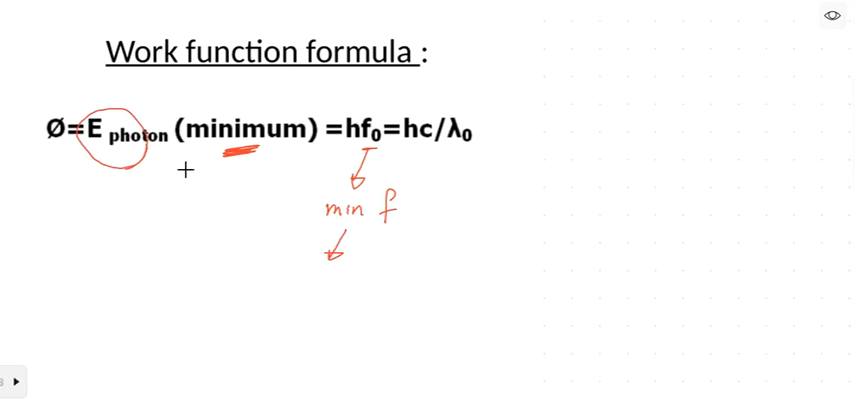 Work function formula :
Ø=E photon (minimum) =hf₀=hc/λ₀
min f